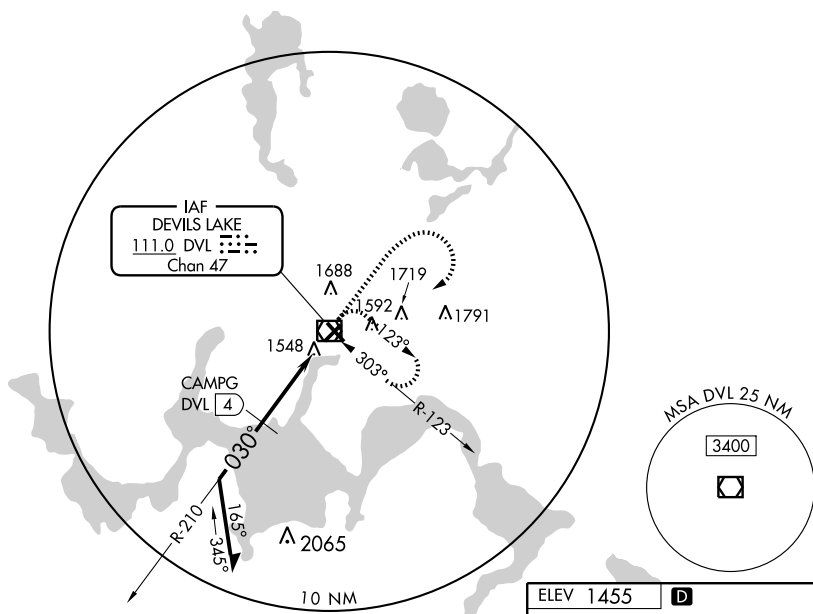 IAF
DEVILS LAKE
111.0 DVL
Chan 47
1688
1719
1592
1791
1548
123°
303°
CAMPG
DVL 4
R-123
030°
MSA DVL 25 NM
3400
R-210
165°
345°
2065
10 NM
ELEV 1455 D